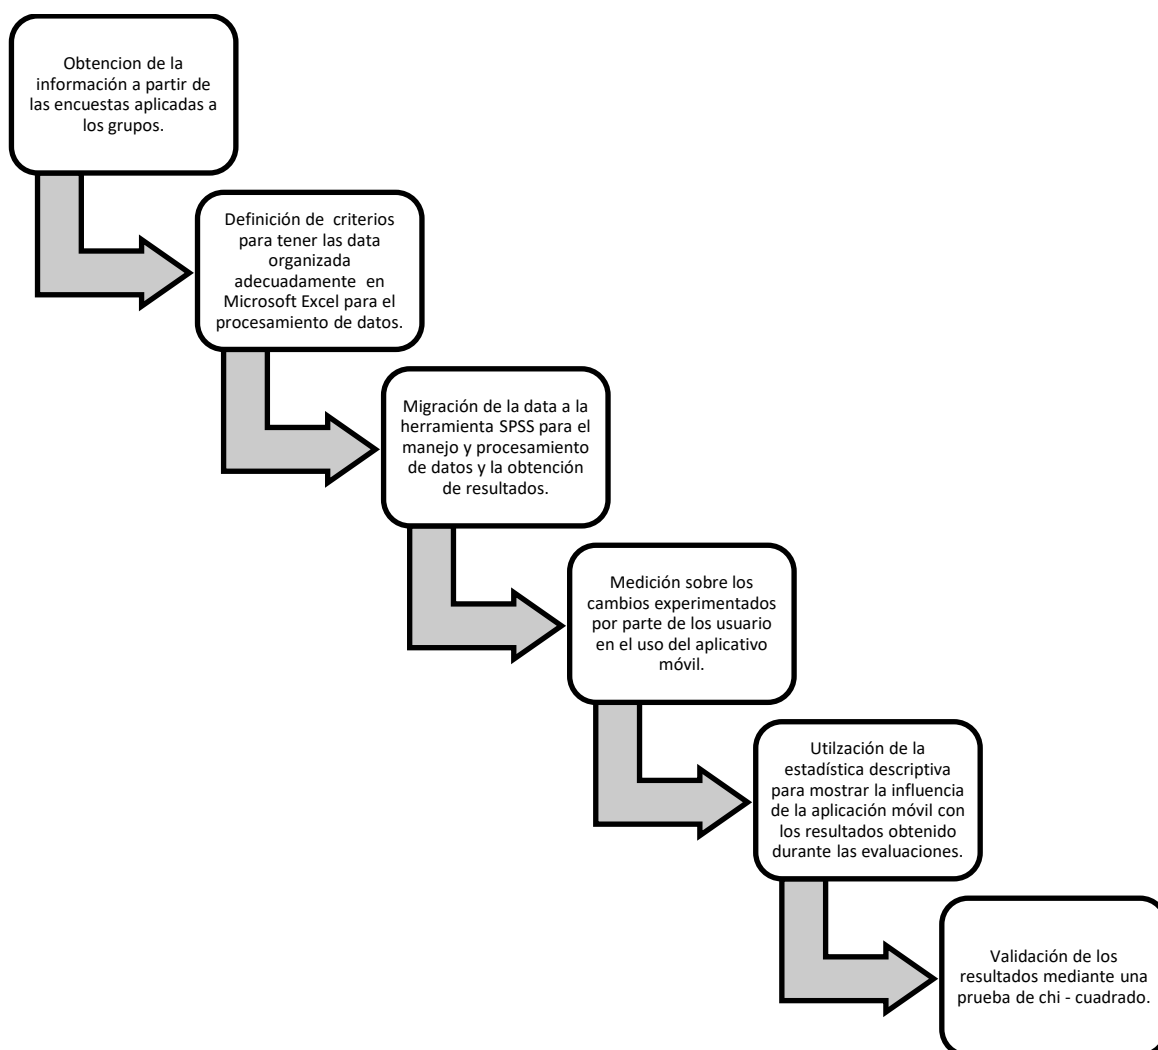 Obtencion de la
información a partir de
las encuestas aplicadas a
los grupos.
Definición de  criterios
para tener las data
organizada
adecuadamente  en
Microsoft Excel para el
procesamiento de datos.
Migración de la data a la
herramienta SPSS para el
manejo y procesamiento
de datos y la obtención
de resultados.
Medición sobre los
cambios experimentados
por parte de los usuario
en el uso del aplicativo
móvil.
Utilzación de la
estadística descriptiva
para mostrar la influencia
de la aplicación móvil con
los resultados obtenido
durante las evaluaciones.
Validación de los
resultados mediante una
prueba de chi - cuadrado.